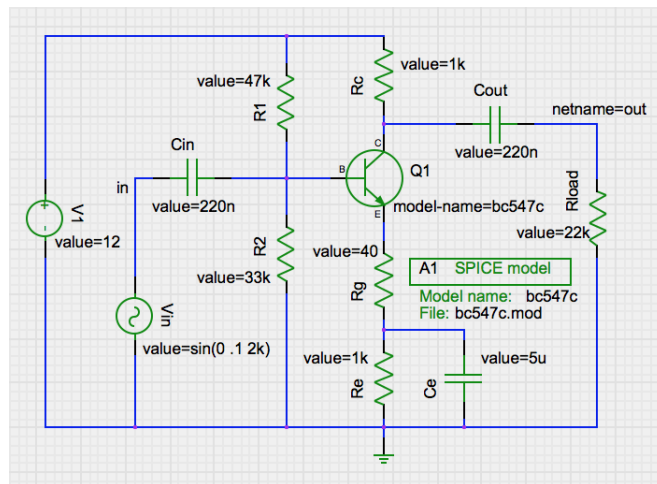 value=1k
Rc
value=47k
R1
Cout
netname=out
value=220n
Cin
in
value=220n
C
B
Q1
E
model-name=bc547c
Rload
value=22k
V1
+
-
value=12
R2
value=33k
value=40
Rg
A1 SPICE model
Model name: bc547c
File: bc547c.mod
Vin
value=sin(0 .1 2k)
value=1k
Re
value=5u
Ce